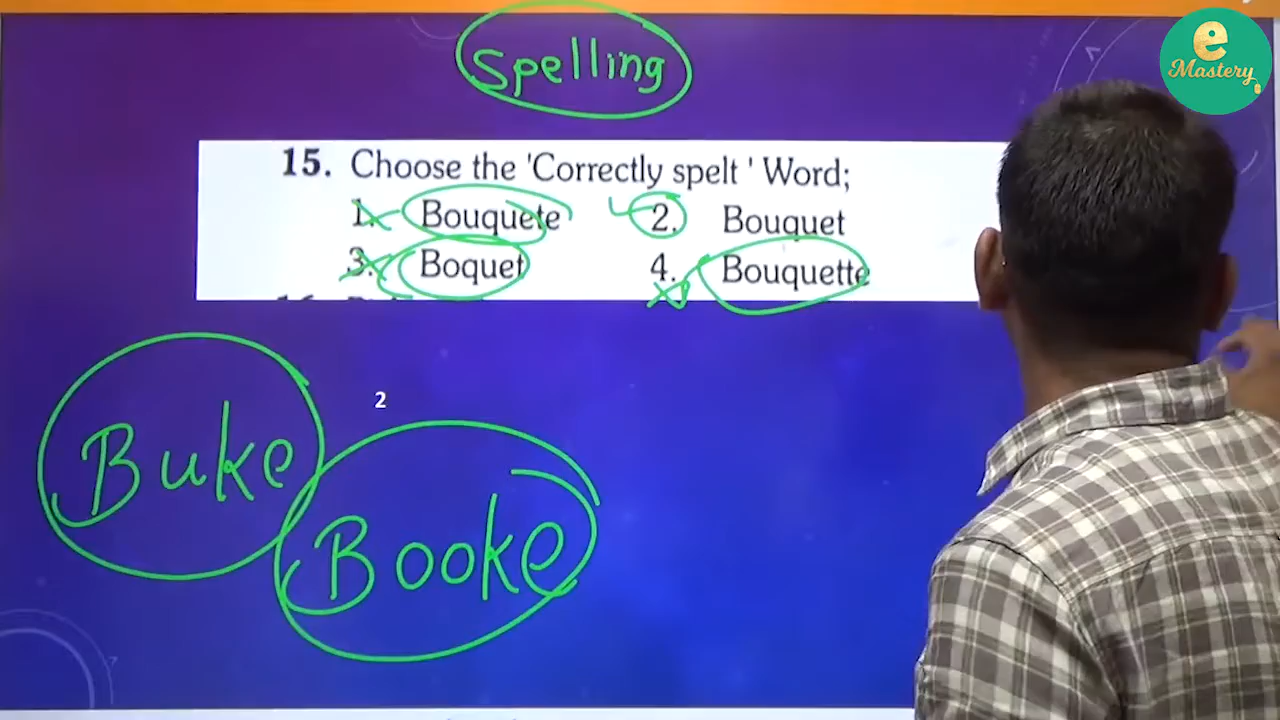 Spelling
e
Mastery
15. Choose the 'Correctly spelt ' Word;
1. Bouquete 2. Bouquet
3. Boquet 4. Bouquette
2
Buke
Booke